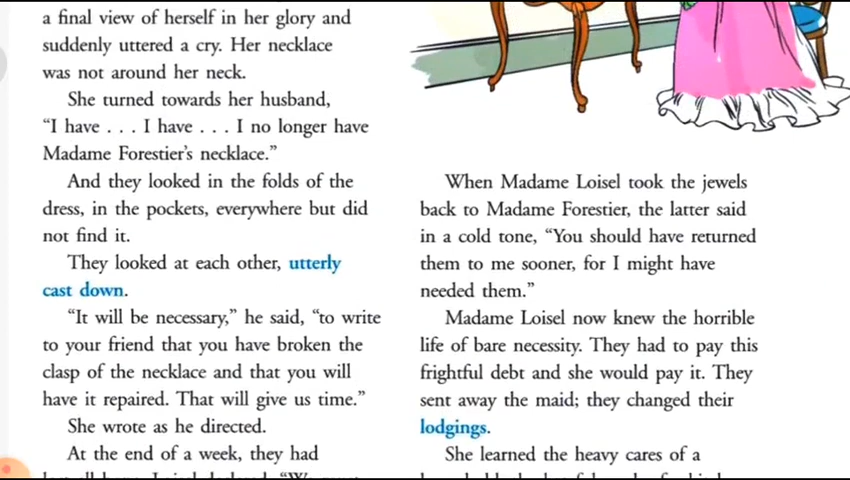 a final view of herself in her glory and
suddenly uttered a cry. Her necklace
was not around her neck.
She turned towards her husband,
“I have . . . I have . . . I no longer have
Madame Forestier’s necklace.”
And they looked in the folds of the
dress, in the pockets, everywhere but did
not find it.
They looked at each other, utterly
cast down.
“It will be necessary,” he said, “to write
to your friend that you have broken the
clasp of the necklace and that you will
have it repaired. That will give us time.”
She wrote as he directed.
At the end of a week, they had
When Madame Loisel took the jewels
back to Madame Forestier, the latter said
in a cold tone, “You should have returned
them to me sooner, for I might have
needed them.”
Madame Loisel now knew the horrible
life of bare necessity. They had to pay this
frightful debt and she would pay it. They
sent away the maid; they changed their
lodgings.
She learned the heavy cares of a